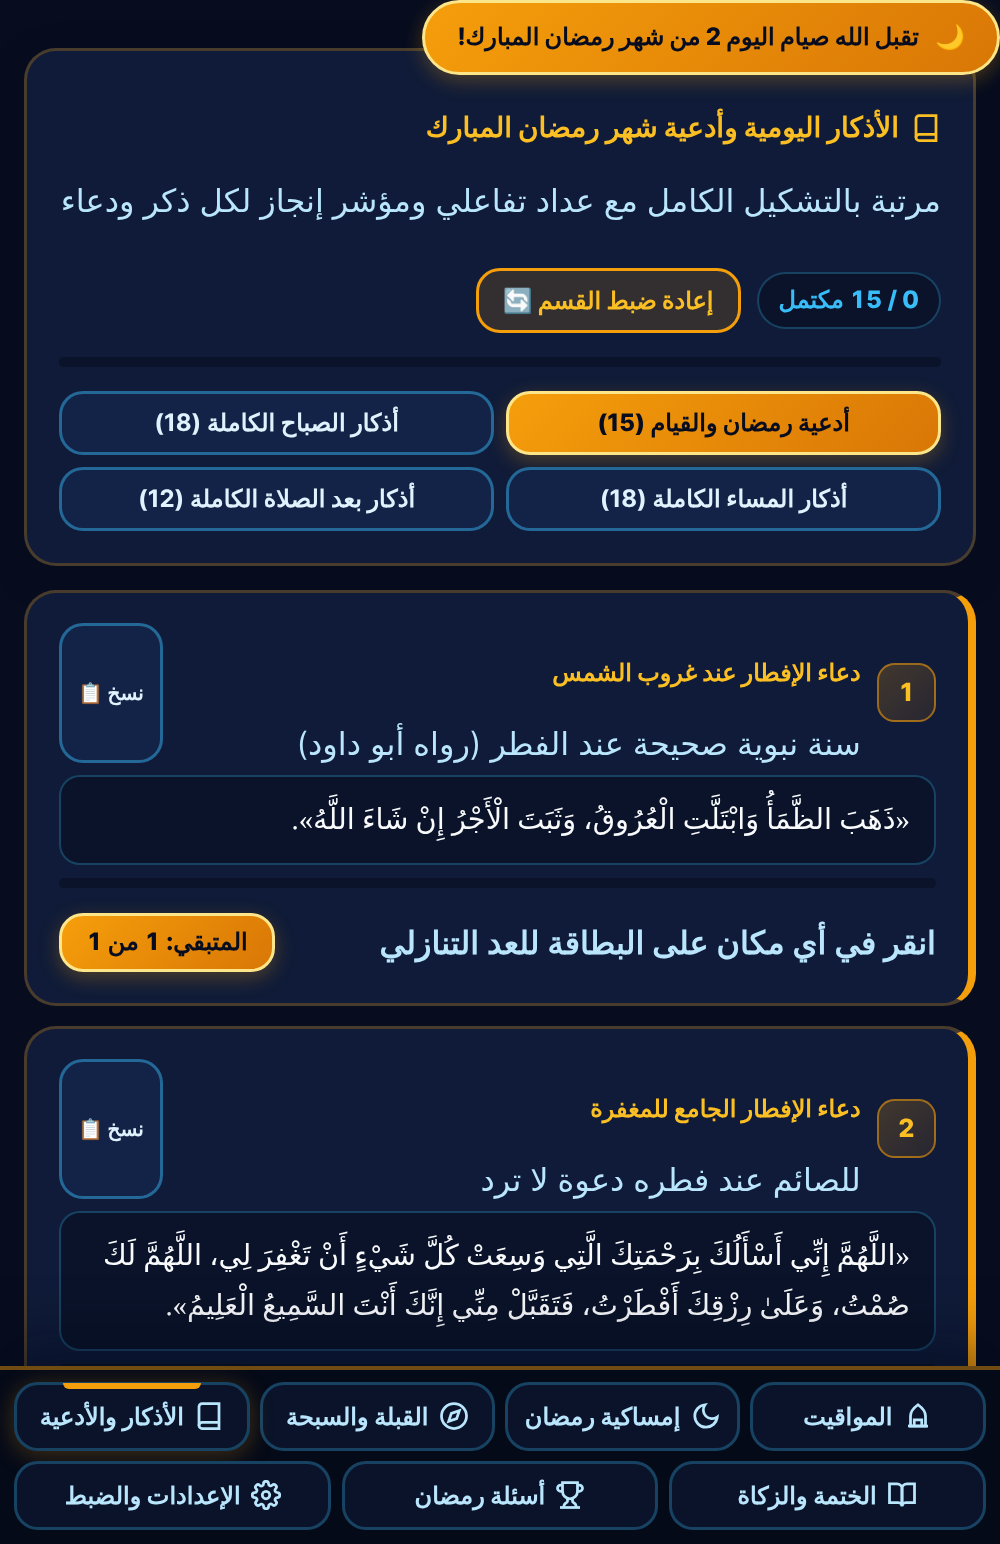 🌙 تقبل الله صيام اليوم 2 من شهر رمضان المبارك!
الأذكار اليومية وأدعية شهر رمضان المبارك
مرتبة بالتشكيل الكامل مع عداد تفاعلي ومؤشر إنجاز لكل ذكر ودعاء
0 / 15 مكتمل
إعادة ضبط القسم 🔄
أدعية رمضان والقيام (15)
أذكار الصباح الكاملة (18)
أذكار المساء الكاملة (18)
أذكار بعد الصلاة الكاملة (12)
1
دعاء الإفطار عند غروب الشمس
سنة نبوية صحيحة عند الفطر (رواه أبو داود)
نسخ 📋
«ذَهَبَ الظَّمَأُ وَابْتَلَّتِ الْعُرُوقُ، وَثَبَتَ الْأَجْرُ إِنْ شَاءَ اللَّهُ».
انقر في أي مكان على البطاقة للعد التنازلي
المتبقي: 1 من 1
2
دعاء الإفطار الجامع للمغفرة
للصائم عند فطره دعوة لا ترد
نسخ 📋
«اللَّهُمَّ إِنِّي أَسْأَلُكَ بِرَحْمَتِكَ الَّتِي وَسِعَتْ كُلَّ شَيْءٍ أَنْ تَغْفِرَ لِي، اللَّهُمَّ لَكَ
صُمْتُ، وَعَلَىٰ رِزْقِكَ أَفْطَرْتُ، فَتَقَبَّلْ مِنِّي إِنَّكَ أَنْتَ السَّمِيعُ الْعَلِيمُ».
المواقيت
إمساكية رمضان
القبلة والسبحة
الأذكار والأدعية
الختمة والزكاة
أسئلة رمضان
الإعدادات والضبط